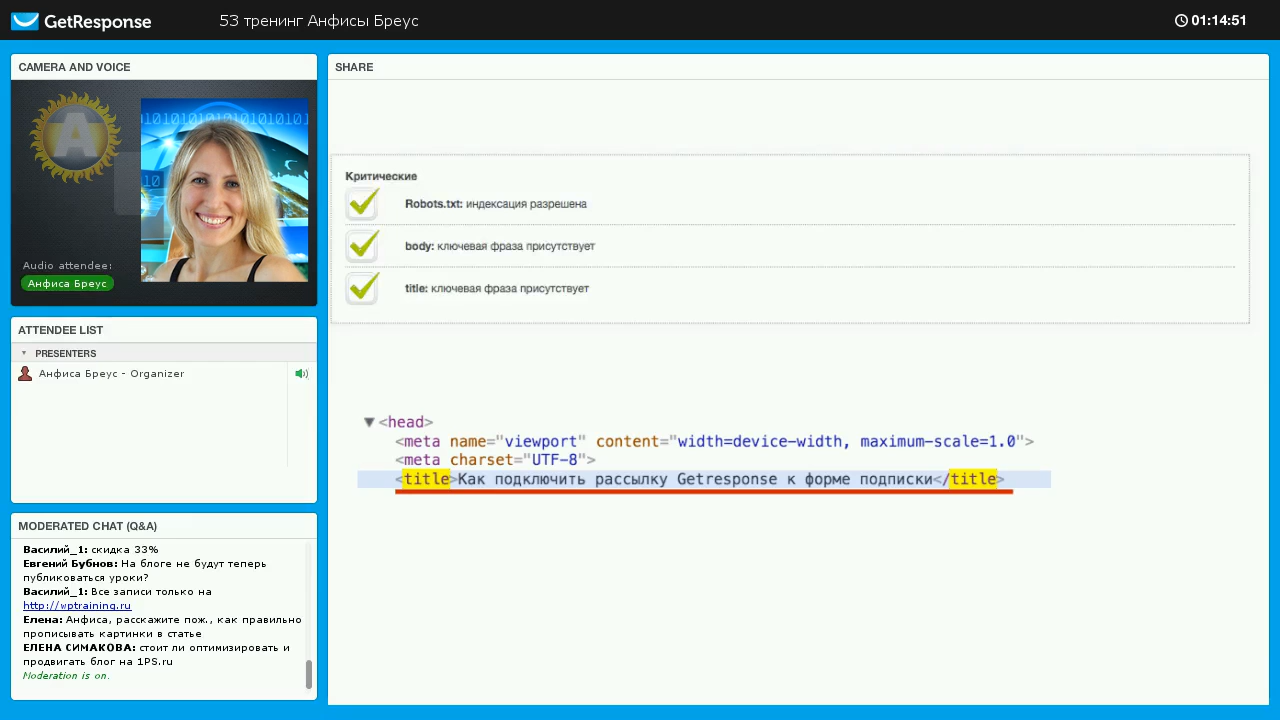 GetResponse
53 тренинг Анфисы Бреус
01:14:51
CAMERA AND VOICE
A
Audio attendee:
Анфиса Бреус
ATTENDEE LIST
PRESENTERS
Анфиса Бреус - Organizer
MODERATED CHAT (Q&A)
Василий_1: скидка 33%
Евгений Бубнов: На блоге не будут теперь
публиковаться уроки?
Василий_1: Все записи только на
http://wptraining.ru
Елена: Анфиса, расскажите пож., как правильно
прописывать картинки в статье
ЕЛЕНА СИМАКОВА: стоит ли оптимизировать и
продвигать блог на 1PS.ru
Moderation is on.
SHARE
Критические
Robots.txt: индексация разрешена
body: ключевая фраза присутствует
title: ключевая фраза присутствует
<head>
<meta name="viewport" content="width=device-width, maximum-scale=1.0">
<meta charset="UTF-8">
<title>Как подключить рассылку Getresponse к форме подписки</title>